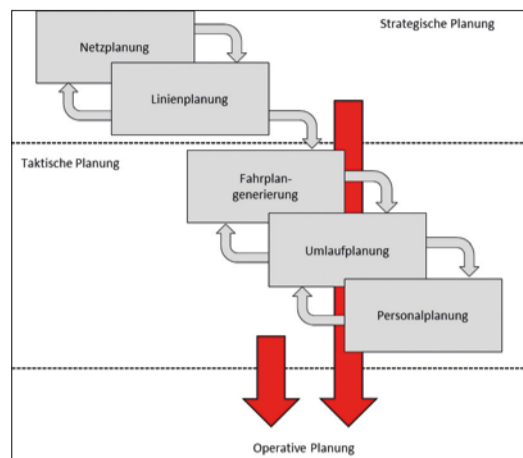 Strategische Planung
Netzplanung
Linienplanung
Taktische Planung
Fahrplan-
generierung
Umlaufplanung
Personalplanung
Operative Planung